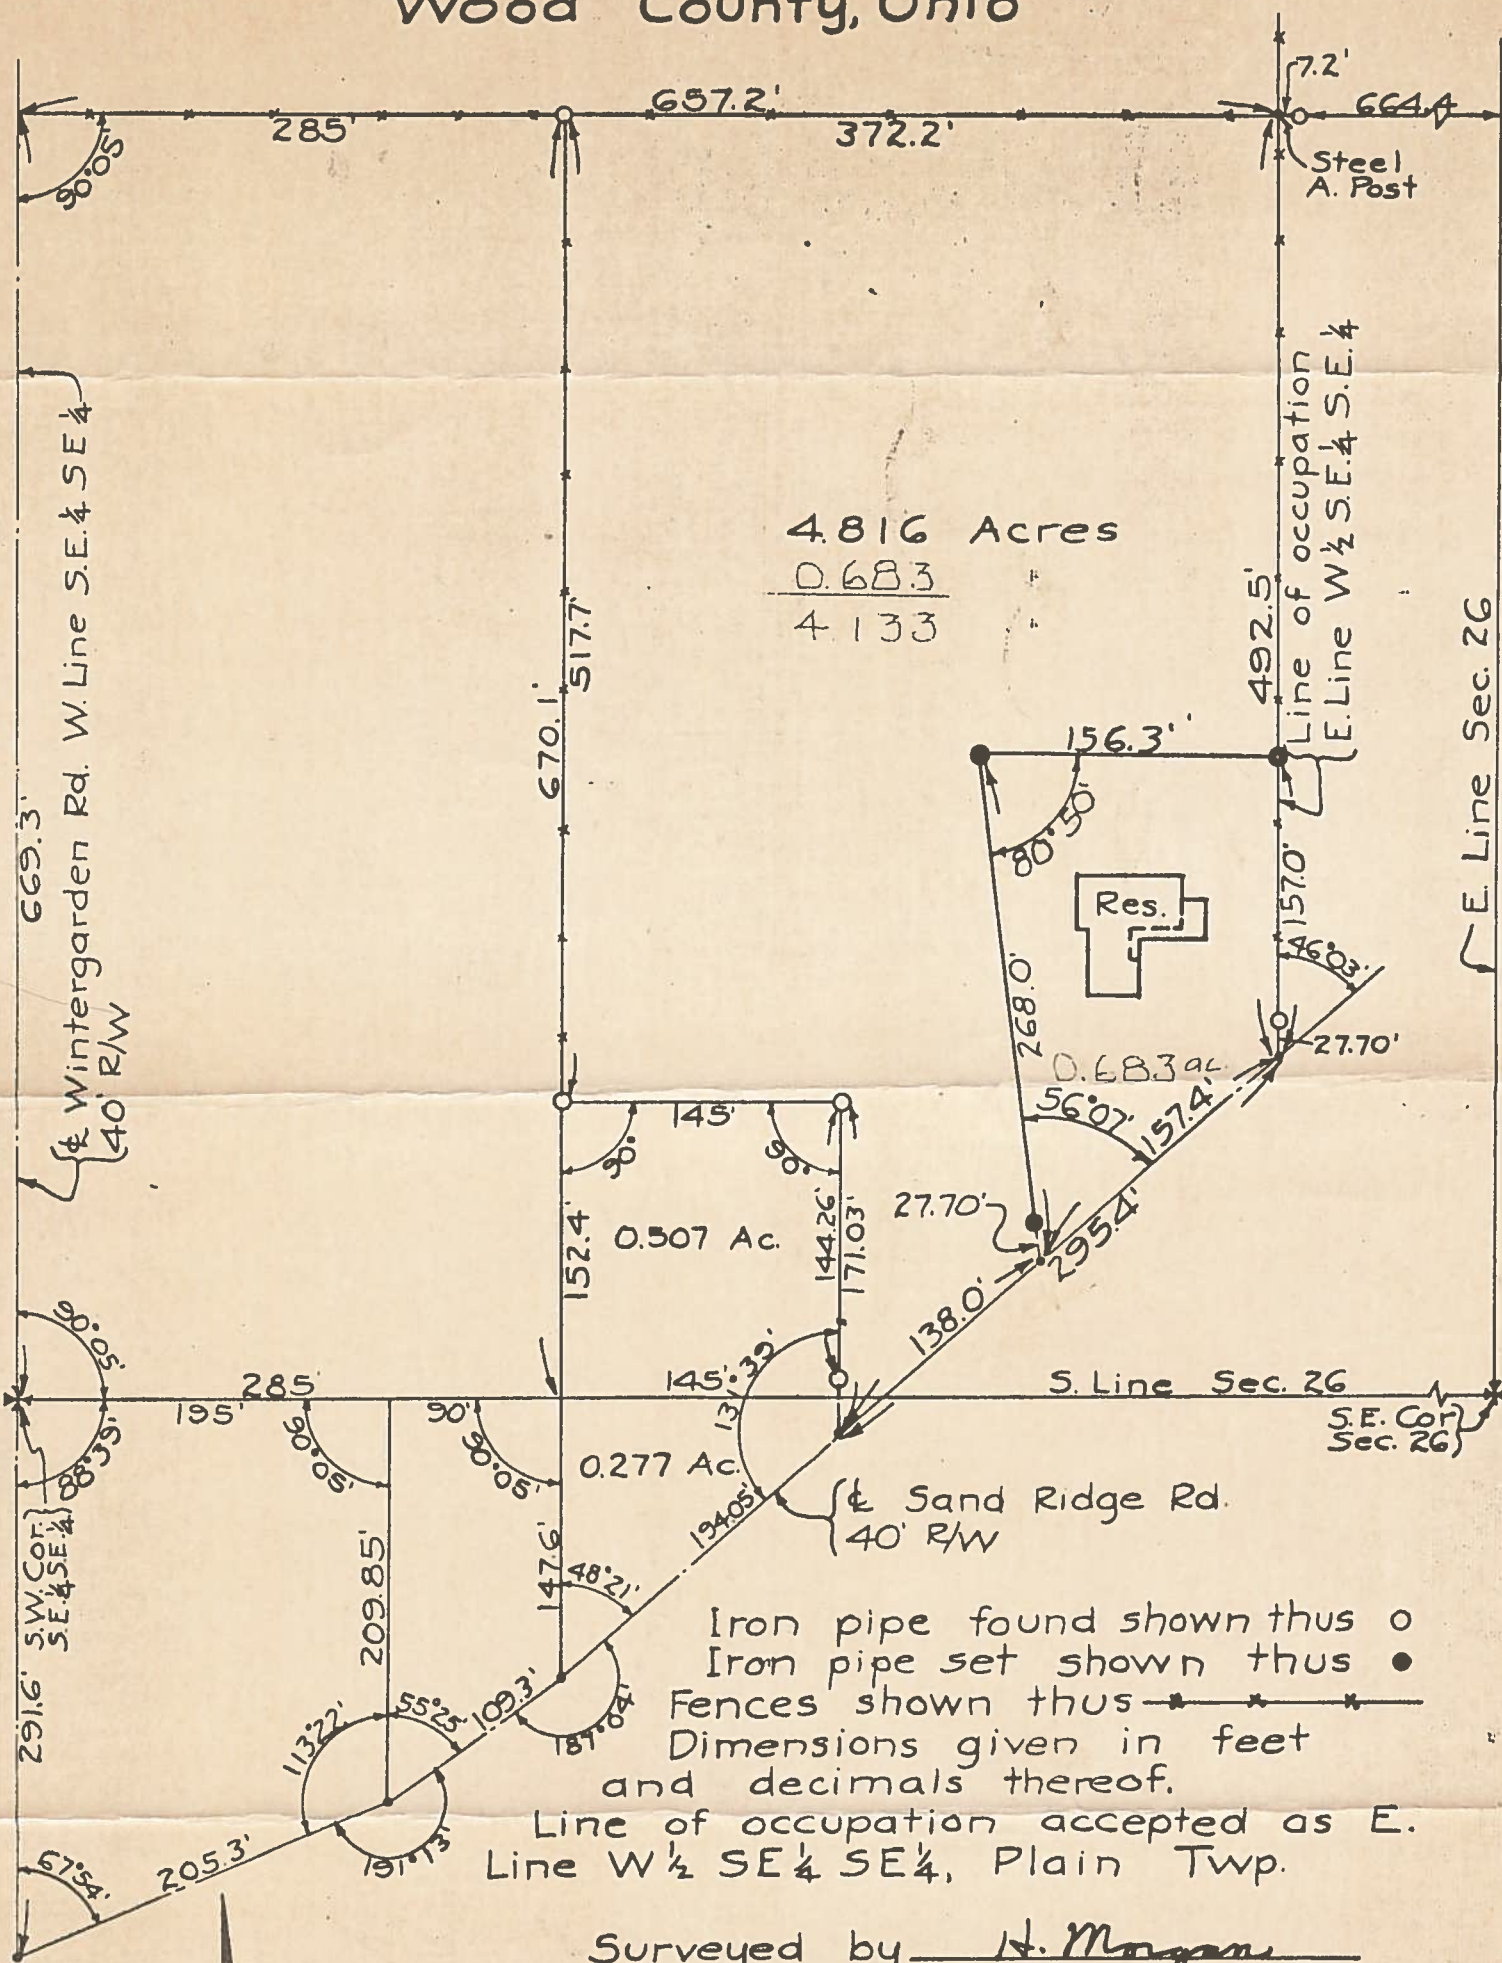 Wood County, Ohio
7.2'
657.2'
664.4
285'
372.2'
90°05'
Steel
A. Post
Line of occupation
E. Line W½ S.E.¼ S.E.¼
4.816 Acres
0.683 "
4.133 "
492.5'
517.7'
670.1'
669.3'
℄ Wintergarden Rd. W. Line S.E.¼ SE¼
40' R/W
E. Line Sec. 26
156.3'
80°50'
157.0'
Res.
46°03'
268.0'
27.70'
0.683 ac.
56°07'
157.4'
145'
90°
90°
27.70'
295.4'
152.4'
0.507 Ac.
144.26'
171.03'
138.0'
90°05'
131°39'
285'
145'
S. Line Sec. 26
195'
90'
S.E. Cor.
Sec. 26
88°39'
90°05'
90°05'
0.277 Ac.
194.05'
℄ Sand Ridge Rd.
40' R/W
S.W. Cor.
S.E.¼ S.E.¼
209.85'
147.6'
48°21'
Iron pipe found shown thus o
Iron pipe set shown thus ●
Fences shown thus
Dimensions given in feet
and decimals thereof.
Line of occupation accepted as E.
Line W½ SE¼ SE¼, Plain Twp.
291.6'
113°22'
55°25'
109.3'
187°04'
67°54'
205.3'
191°13'
Surveyed by H. Morgan